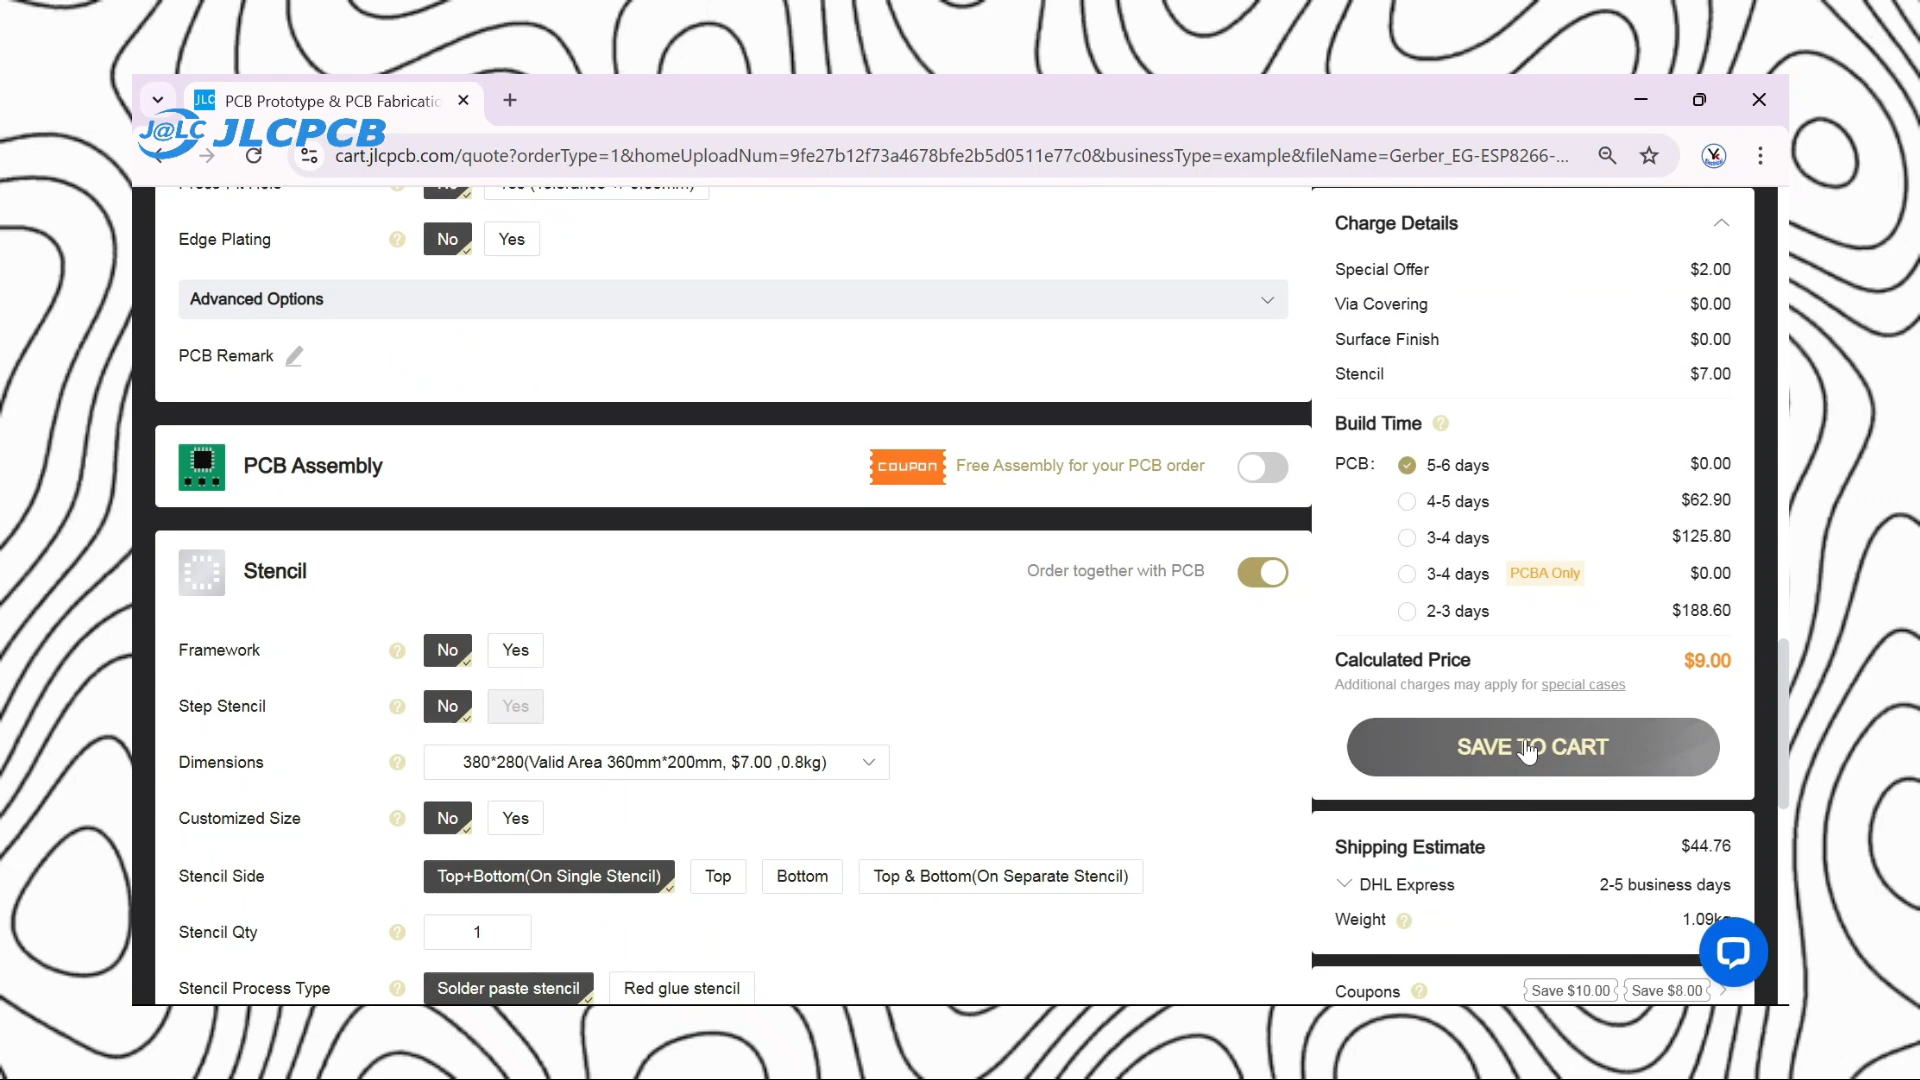 JLC PCB Prototype & PCB Fabricatio
J@LC JLCPCB
cart.jlcpcb.com/quote?orderType=1&homeUploadNum=9fe27b12f73a4678bfe2b5d0511e77c0&businessType=example&fileName=Gerber_EG-ESP8266-...
Edge Plating ? No Yes
Advanced Options
PCB Remark
PCB Assembly COUPON Free Assembly for your PCB order
Stencil Order together with PCB
Framework ? No Yes
Step Stencil ? No Yes
Dimensions ? 380*280(Valid Area 360mm*200mm, $7.00 ,0.8kg)
Customized Size ? No Yes
Stencil Side Top+Bottom(On Single Stencil) Top Bottom Top & Bottom(On Separate Stencil)
Stencil Qty ? 1
Stencil Process Type ? Solder paste stencil Red glue stencil
Charge Details
Special Offer $2.00
Via Covering $0.00
Surface Finish $0.00
Stencil $7.00
Build Time ?
PCB: 5-6 days $0.00
4-5 days $62.90
3-4 days $125.80
3-4 days PCBA Only $0.00
2-3 days $188.60
Calculated Price $9.00
Additional charges may apply for special cases
SAVE TO CART
Shipping Estimate $44.76
DHL Express 2-5 business days
Weight ? 1.09kg
Coupons ? Save $10.00 Save $8.00